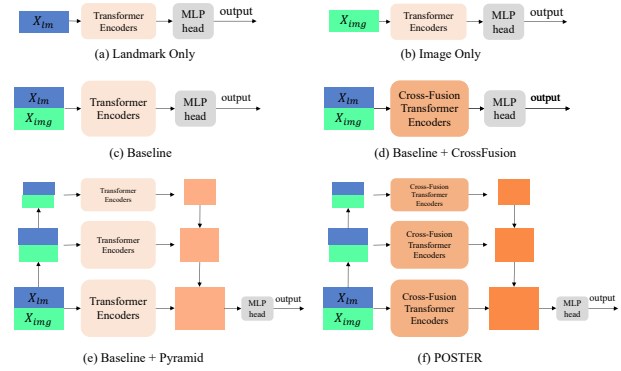 X_lm
Transformer
Encoders
MLP
head
output
(a) Landmark Only
X_img
Transformer
Encoders
MLP
head
output
(b) Image Only
X_lm
X_img
Transformer
Encoders
MLP
head
output
(c) Baseline
X_lm
X_img
Cross-Fusion
Transformer
Encoders
MLP
head
output
(d) Baseline + CrossFusion
Transformer
Encoders
Transformer
Encoders
X_lm
X_img
Transformer
Encoders
MLP
head
output
(e) Baseline + Pyramid
Cross-Fusion
Transformer
Encoders
Cross-Fusion
Transformer
Encoders
X_lm
X_img
Cross-Fusion
Transformer
Encoders
MLP
head
output
(f) POSTER